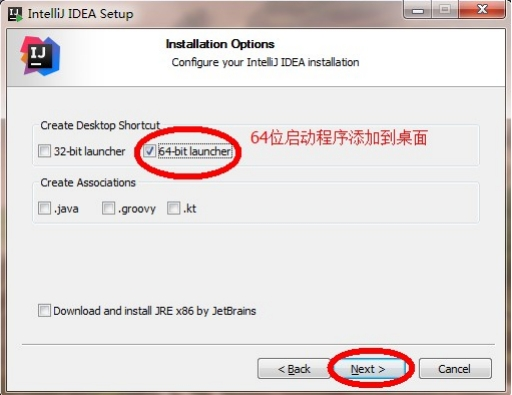 IntelliJ IDEA Setup
IJ
Installation Options
Configure your IntelliJ IDEA installation
Create Desktop Shortcut
32-bit launcher
64-bit launcher
64位启动程序添加到桌面
Create Associations
.java
.groovy
.kt
Download and install JRE x86 by JetBrains
< Back
Next >
Cancel